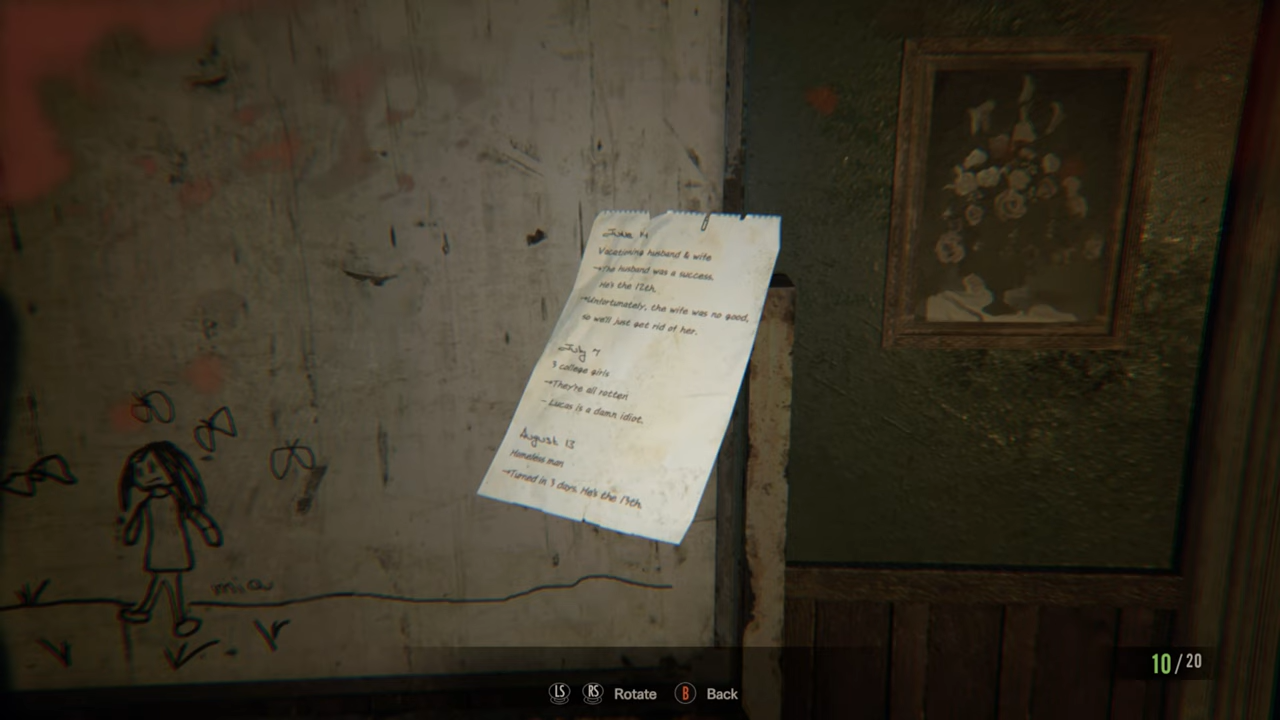 June 14
Vacationing husband & wife
→The husband was a success.
He's the 12th.
→Unfortunately, the wife was no good,
so we'll just get rid of her.
July 7
3 college girls
→They're all rotten
- Lucas is a damn idiot.
August 13
Homeless man
→Turned in 3 days. He's the 13th.
10/20
LS RS Rotate B Back